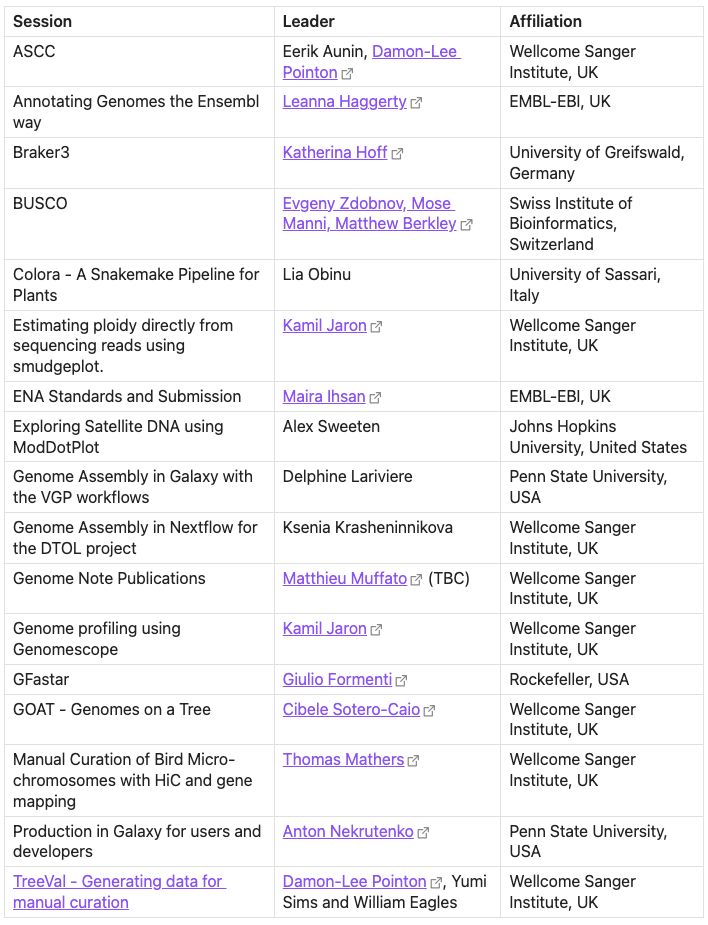 Session Leader Affiliation
ASCC Eerik Aunin, Damon-Lee Wellcome Sanger
Pointon Institute, UK
Annotating Genomes the Ensembl Leanna Haggerty EMBL-EBI, UK
way
Braker3 Katherina Hoff University of Greifswald,
Germany
BUSCO Evgeny Zdobnov, Mose Swiss Institute of
Manni, Matthew Berkley Bioinformatics,
Switzerland
Colora - A Snakemake Pipeline for Lia Obinu University of Sassari,
Plants Italy
Estimating ploidy directly from Kamil Jaron Wellcome Sanger
sequencing reads using Institute, UK
smudgeplot.
ENA Standards and Submission Maira Ihsan EMBL-EBI, UK
Exploring Satellite DNA using Alex Sweeten Johns Hopkins
ModDotPlot University, United States
Genome Assembly in Galaxy with Delphine Lariviere Penn State University,
the VGP workflows USA
Genome Assembly in Nextflow for Ksenia Krasheninnikova Wellcome Sanger
the DTOL project Institute, UK
Genome Note Publications Matthieu Muffato (TBC) Wellcome Sanger
Institute, UK
Genome profiling using Kamil Jaron Wellcome Sanger
Genomescope Institute, UK
GFastar Giulio Formenti Rockefeller, USA
GOAT - Genomes on a Tree Cibele Sotero-Caio Wellcome Sanger
Institute, UK
Manual Curation of Bird Micro- Thomas Mathers Wellcome Sanger
chromosomes with HiC and gene Institute, UK
mapping
Production in Galaxy for users and Anton Nekrutenko Penn State University,
developers USA
TreeVal - Generating data for Damon-Lee Pointon, Yumi Wellcome Sanger
manual curation Sims and William Eagles Institute, UK